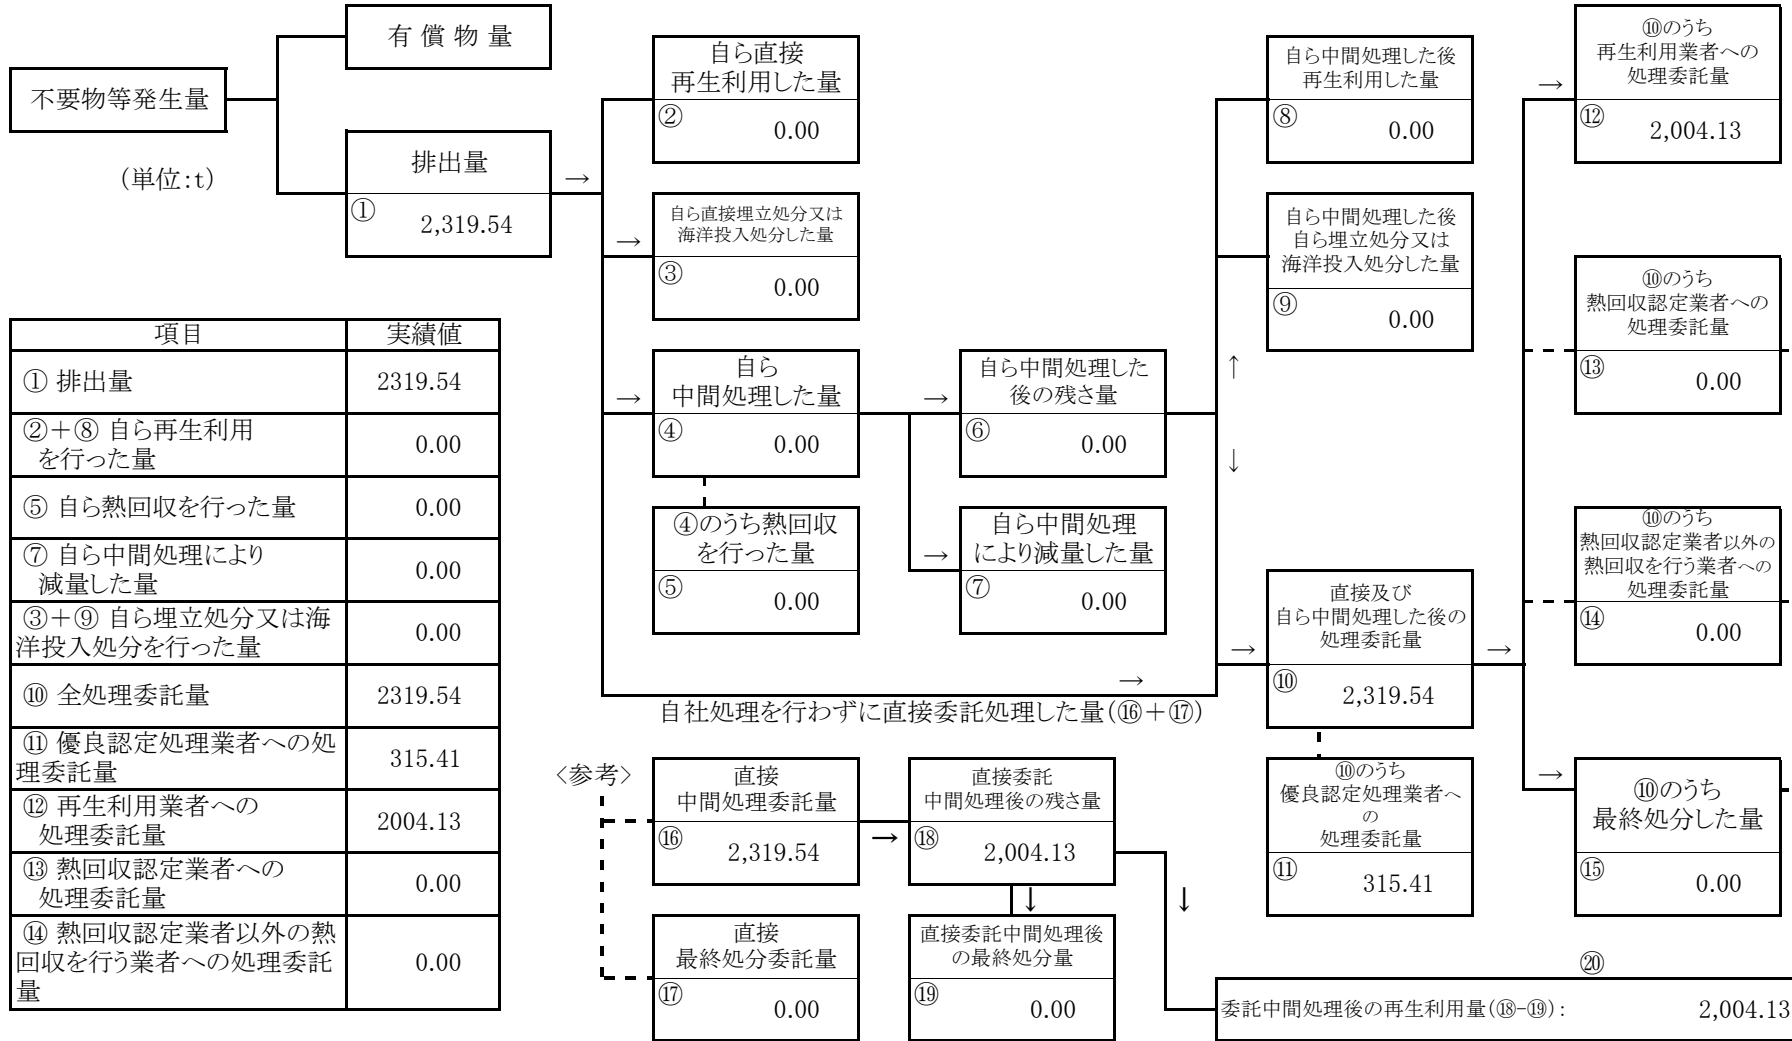 有 償 物 量
不要物等発生量
（単位：t）
排出量
①
2,319.54
→
自ら直接
再生利用した量
②
0.00
→
自ら直接埋立処分又は
海洋投入処分した量
③
0.00
→
自ら
中間処理した量
④
0.00
④のうち熱回収
を行った量
⑤
0.00
→
自ら中間処理した
後の残さ量
⑥
0.00
→
自ら中間処理
により減量した量
⑦
0.00
↑
↓
自ら中間処理した後
再生利用した量
⑧
0.00
自ら中間処理した後
自ら埋立処分又は
海洋投入処分した量
⑨
0.00
→
自社処理を行わずに直接委託処理した量（⑯＋⑰）
→
直接及び
自ら中間処理した後の
処理委託量
⑩
2,319.54
→
⑩のうち
優良認定処理業者へ
の
処理委託量
⑪
315.41
→
⑩のうち
再生利用業者への
処理委託量
⑫
2,004.13
⑩のうち
熱回収認定業者への
処理委託量
⑬
0.00
⑩のうち
熱回収認定業者以外の
熱回収を行う業者への
処理委託量
⑭
0.00
→
⑩のうち
最終処分した量
⑮
0.00
項目 実績値
① 排出量 2319.54
②＋⑧ 自ら再生利用
を行った量 0.00
⑤ 自ら熱回収を行った量 0.00
⑦ 自ら中間処理により
減量した量 0.00
③＋⑨ 自ら埋立処分又は海
洋投入処分を行った量 0.00
⑩ 全処理委託量 2319.54
⑪ 優良認定処理業者への処
理委託量 315.41
⑫ 再生利用業者への
処理委託量 2004.13
⑬ 熱回収認定業者への
処理委託量 0.00
⑭ 熱回収認定業者以外の熱
回収を行う業者への処理委託
量 0.00
〈参考〉
直接
中間処理委託量
⑯
2,319.54
→
直接委託
中間処理後の残さ量
⑱
2,004.13
↓
↓
直接
最終処分委託量
⑰
0.00
直接委託中間処理後
の最終処分量
⑲
0.00
⑳
委託中間処理後の再生利用量(⑱-⑲)： 2,004.13